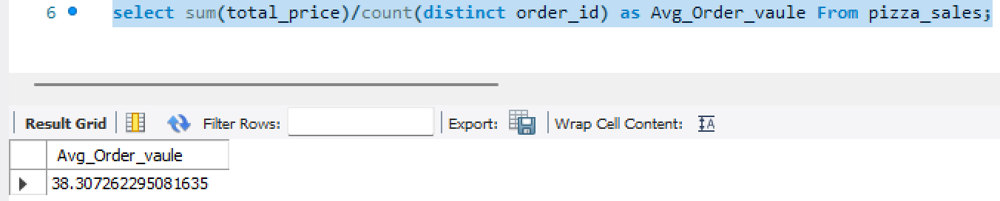 6 select sum(total_price)/count(distinct order_id) as Avg_Order_vaule From pizza_sales;
Result Grid Filter Rows: Export: Wrap Cell Content: IA
Avg_Order_vaule
38.307262295081635